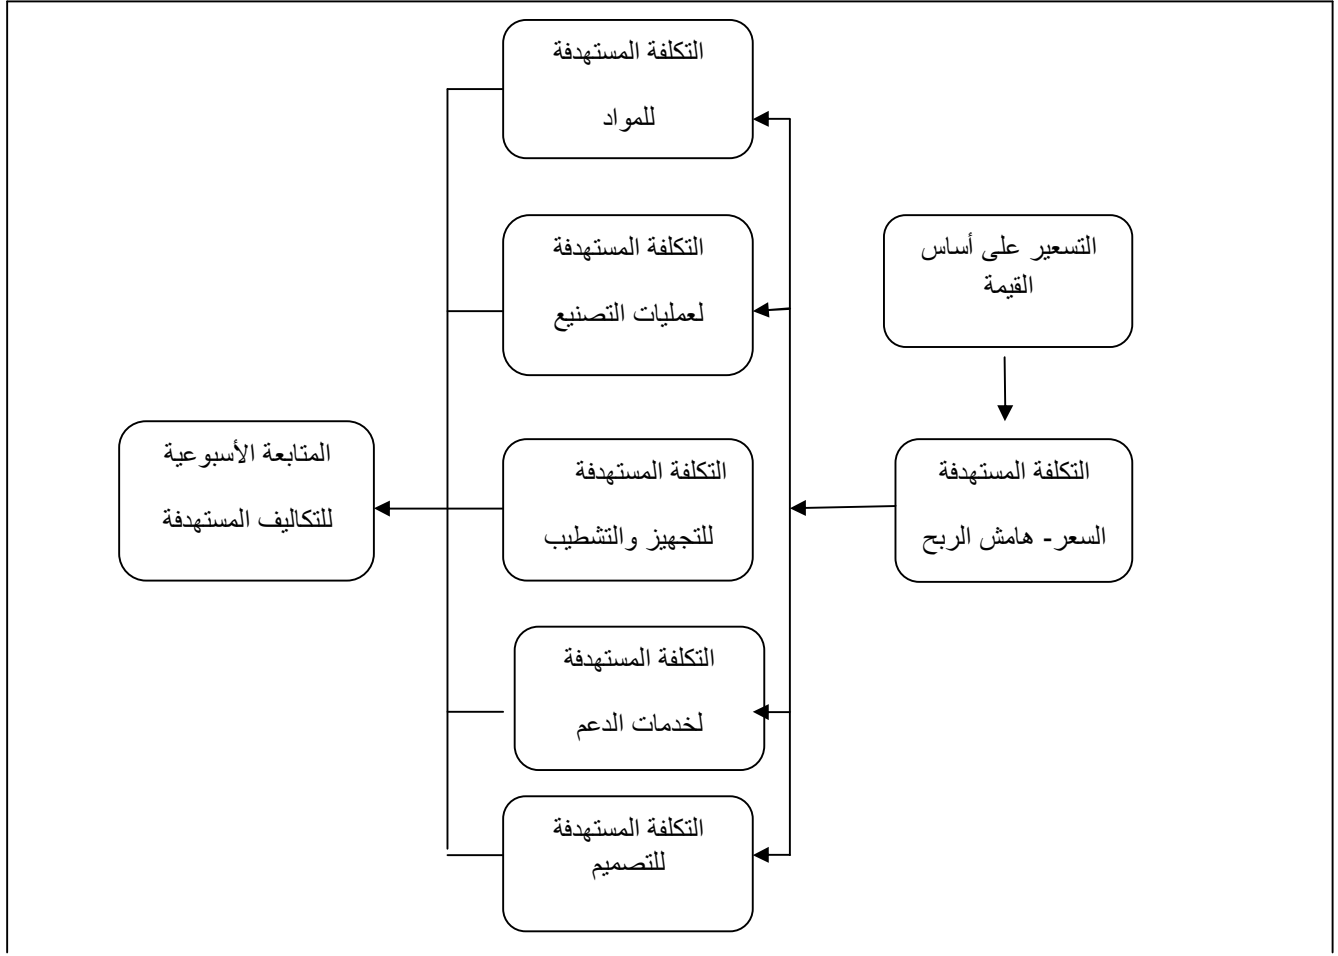 التسعير على أساس
القيمة
التكلفة المستهدفة
السعر- هامش الربح
التكلفة المستهدفة
للمواد
التكلفة المستهدفة
لعمليات التصنيع
التكلفة المستهدفة
للتجهيز والتشطيب
التكلفة المستهدفة
لخدمات الدعم
التكلفة المستهدفة
للتصميم
المتابعة الأسبوعية
للتكاليف المستهدفة